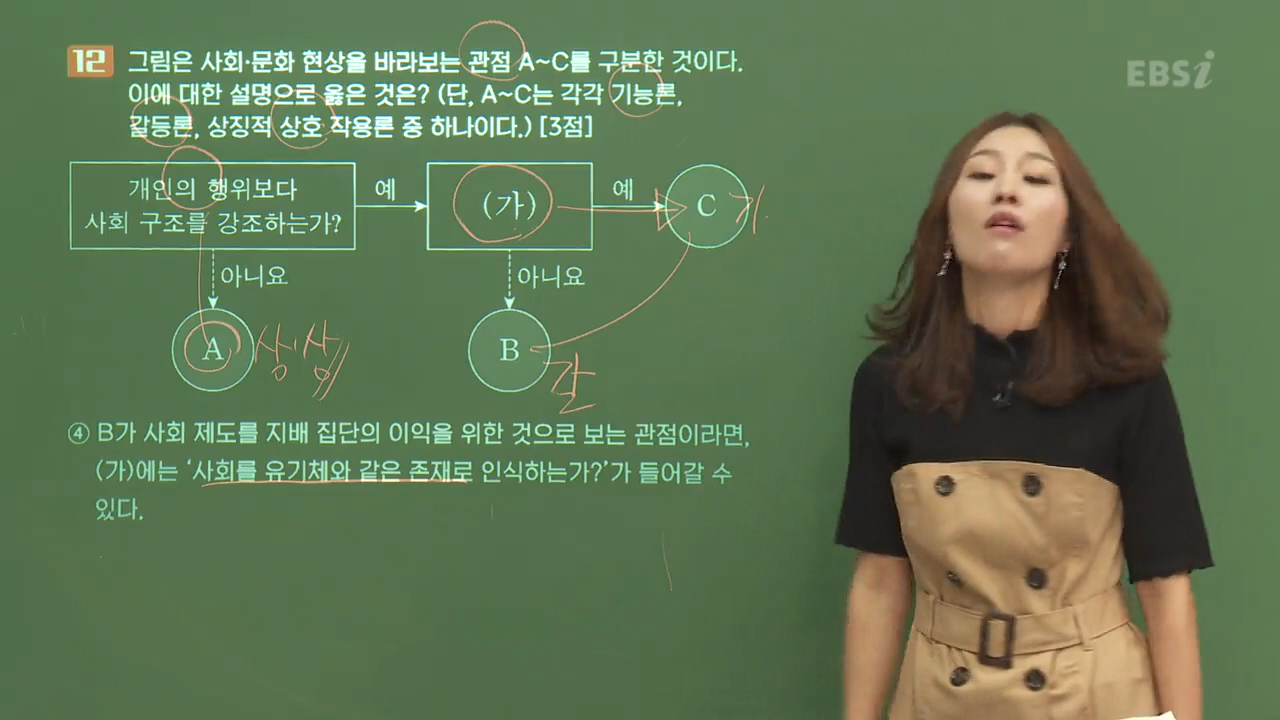 12 그림은 사회·문화 현상을 바라보는 관점 A~C를 구분한 것이다.
이에 대한 설명으로 옳은 것은? (단, A~C는 각각 기능론,
갈등론, 상징적 상호 작용론 중 하나이다.) [3점]
EBSi
개인의 행위보다
사회 구조를 강조하는가?
예
(가)
예
C 기
아니요
아니요
A 상·상
B 갈
④ B가 사회 제도를 지배 집단의 이익을 위한 것으로 보는 관점이라면,
(가)에는 '사회를 유기체와 같은 존재로 인식하는가?'가 들어갈 수
있다.